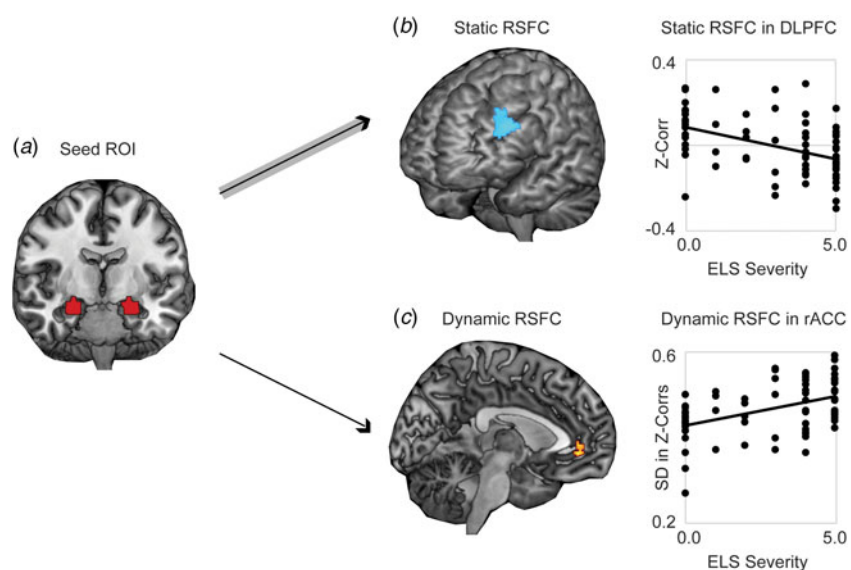 (a) Seed ROI
(b) Static RSFC
Static RSFC in DLPFC
0.4
Z-Corr
-0.4
0.0
5.0
ELS Severity
(c) Dynamic RSFC
Dynamic RSFC in rACC
0.6
SD in Z-Corrs
0.2
0.0
5.0
ELS Severity